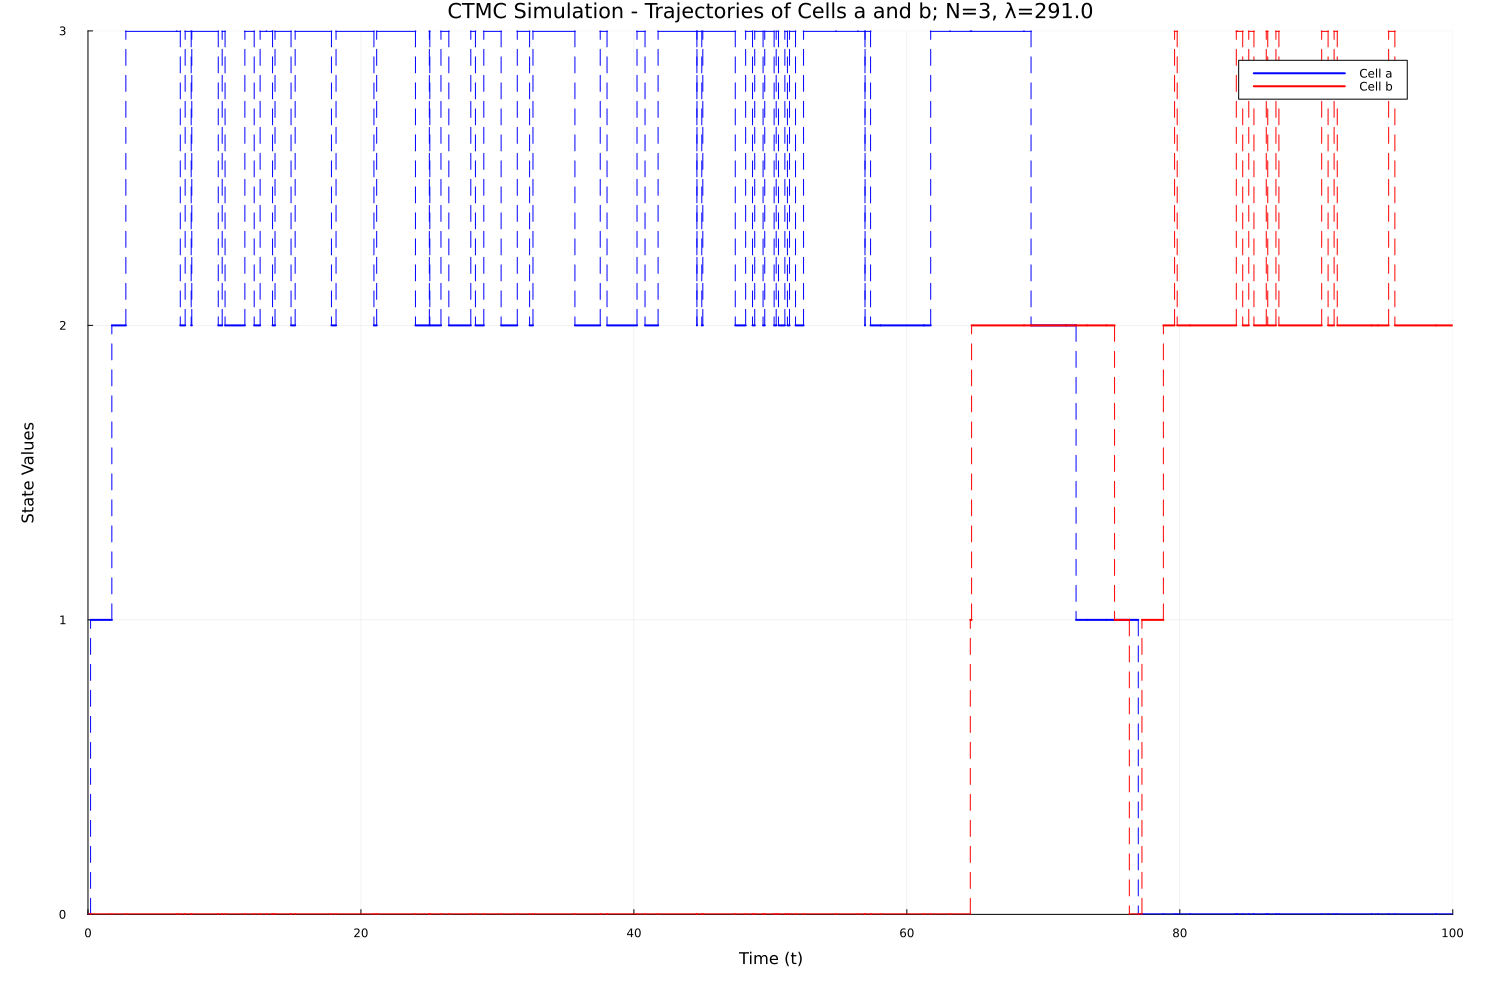 CTMC Simulation - Trajectories of Cells a and b; N=3, λ=291.0
3
Cell a
Cell b
2
State Values
1
0
0 20 40 60 80 100
Time (t)